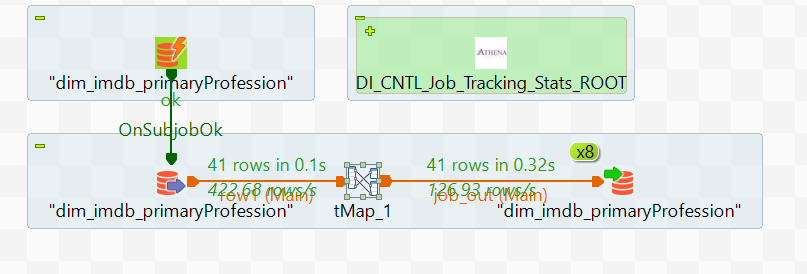 "dim_imdb_primaryProfession"
ATHENA
DI_CNTL_Job_Tracking_Stats_ROOT
ok
OnSubjobOk
41 rows in 0.1s
422.68 rows/s
row1 (Main)
"dim_imdb_primaryProfession"
tMap_1
41 rows in 0.32s
126.93 rows/s
job_out (Main)
x8
"dim_imdb_primaryProfession"